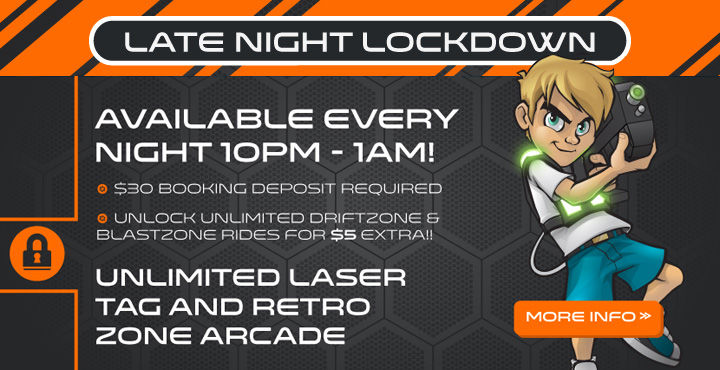 LATE NIGHT LOCKDOWN
AVAILABLE EVERY
NIGHT 10PM - 1AM!
$30 BOOKING DEPOSIT REQUIRED
UNLOCK UNLIMITED DRIFTZONE &
BLASTZONE RIDES FOR $5 EXTRA!!
UNLIMITED LASER
TAG AND RETRO
ZONE ARCADE
MORE INFO »